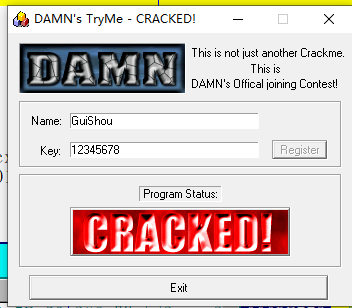 DAMN's TryMe - CRACKED!
DAMN
This is not just another Crackme.
This is
DAMN's Offical joining Contest!
Name: GuiShou
Key: 12345678 Register
Program Status:
CRACKED!
Exit